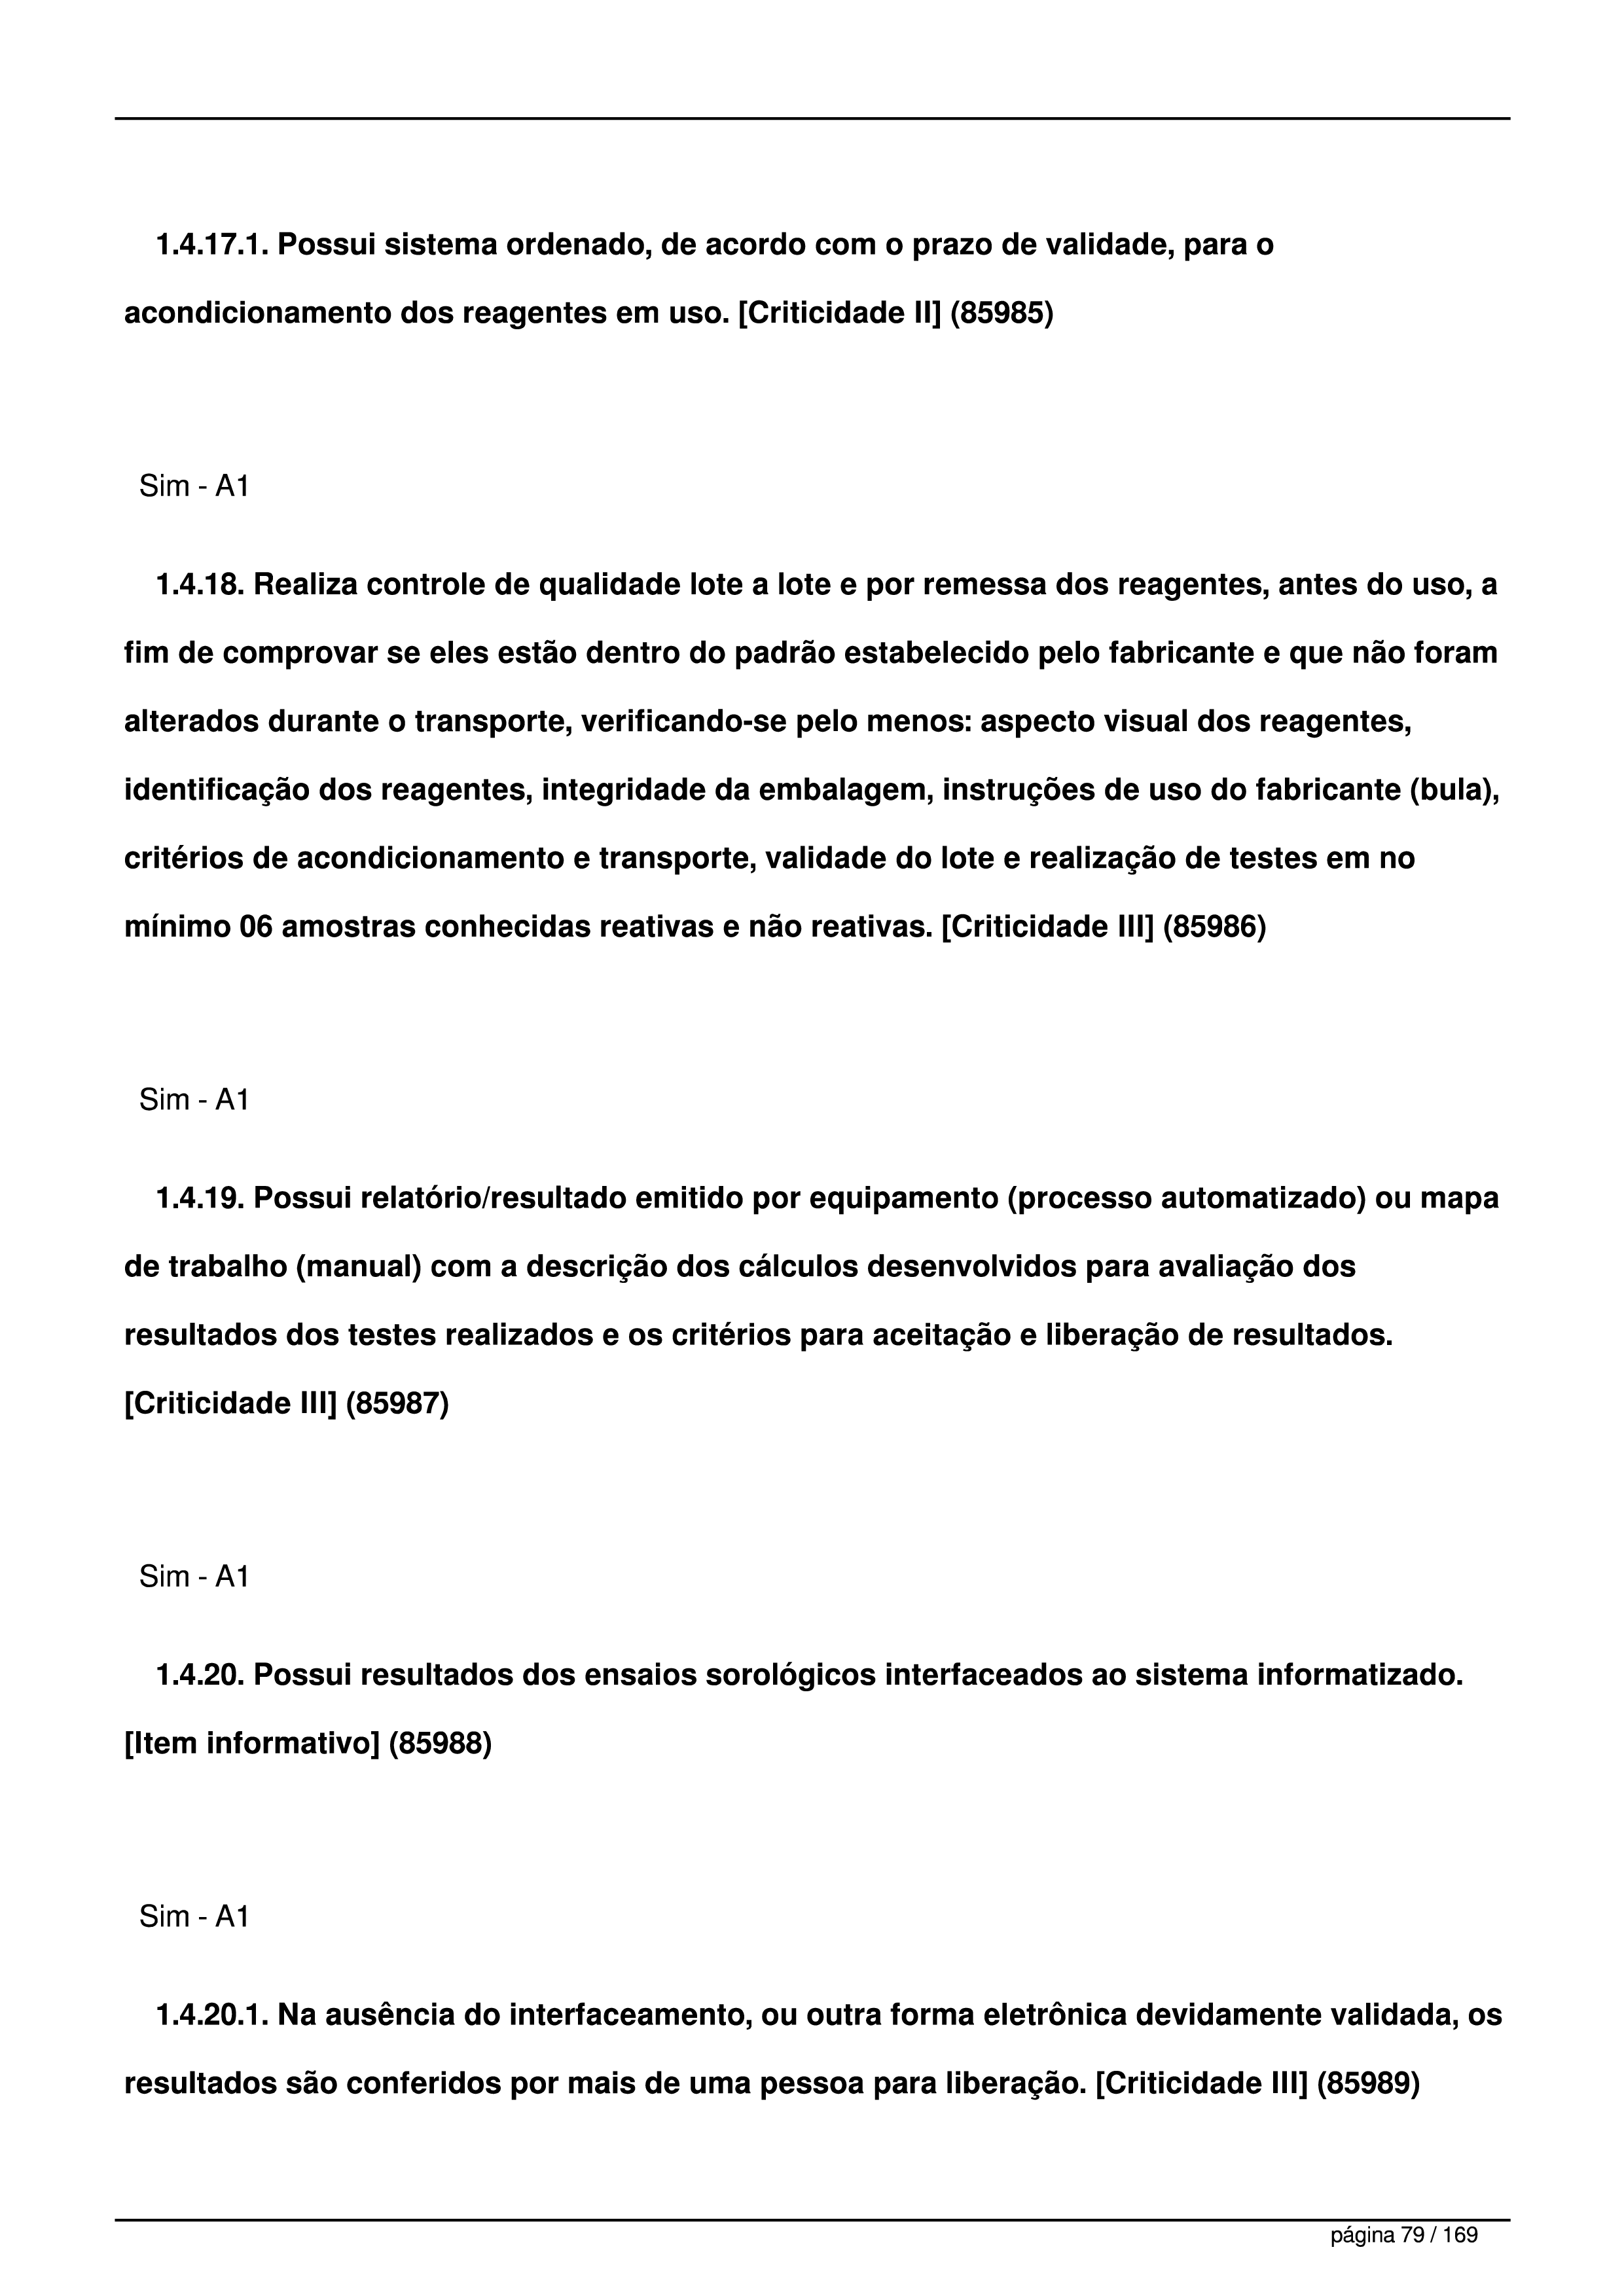 1.4.17.1. Possui sistema ordenado, de acordo com o prazo de validade, para o
acondicionamento dos reagentes em uso. [Criticidade II] (85985)
Sim - A1
1.4.18. Realiza controle de qualidade lote a lote e por remessa dos reagentes, antes do uso, a
fim de comprovar se eles estão dentro do padrão estabelecido pelo fabricante e que não foram
alterados durante o transporte, verificando-se pelo menos: aspecto visual dos reagentes,
identificação dos reagentes, integridade da embalagem, instruções de uso do fabricante (bula),
critérios de acondicionamento e transporte, validade do lote e realização de testes em no
mínimo 06 amostras conhecidas reativas e não reativas. [Criticidade III] (85986)
Sim - A1
1.4.19. Possui relatório/resultado emitido por equipamento (processo automatizado) ou mapa
de trabalho (manual) com a descrição dos cálculos desenvolvidos para avaliação dos
resultados dos testes realizados e os critérios para aceitação e liberação de resultados.
[Criticidade III] (85987)
Sim - A1
1.4.20. Possui resultados dos ensaios sorológicos interfaceados ao sistema informatizado.
[Item informativo] (85988)
Sim - A1
1.4.20.1. Na ausência do interfaceamento, ou outra forma eletrônica devidamente validada, os
resultados são conferidos por mais de uma pessoa para liberação. [Criticidade III] (85989)
página 79 / 169